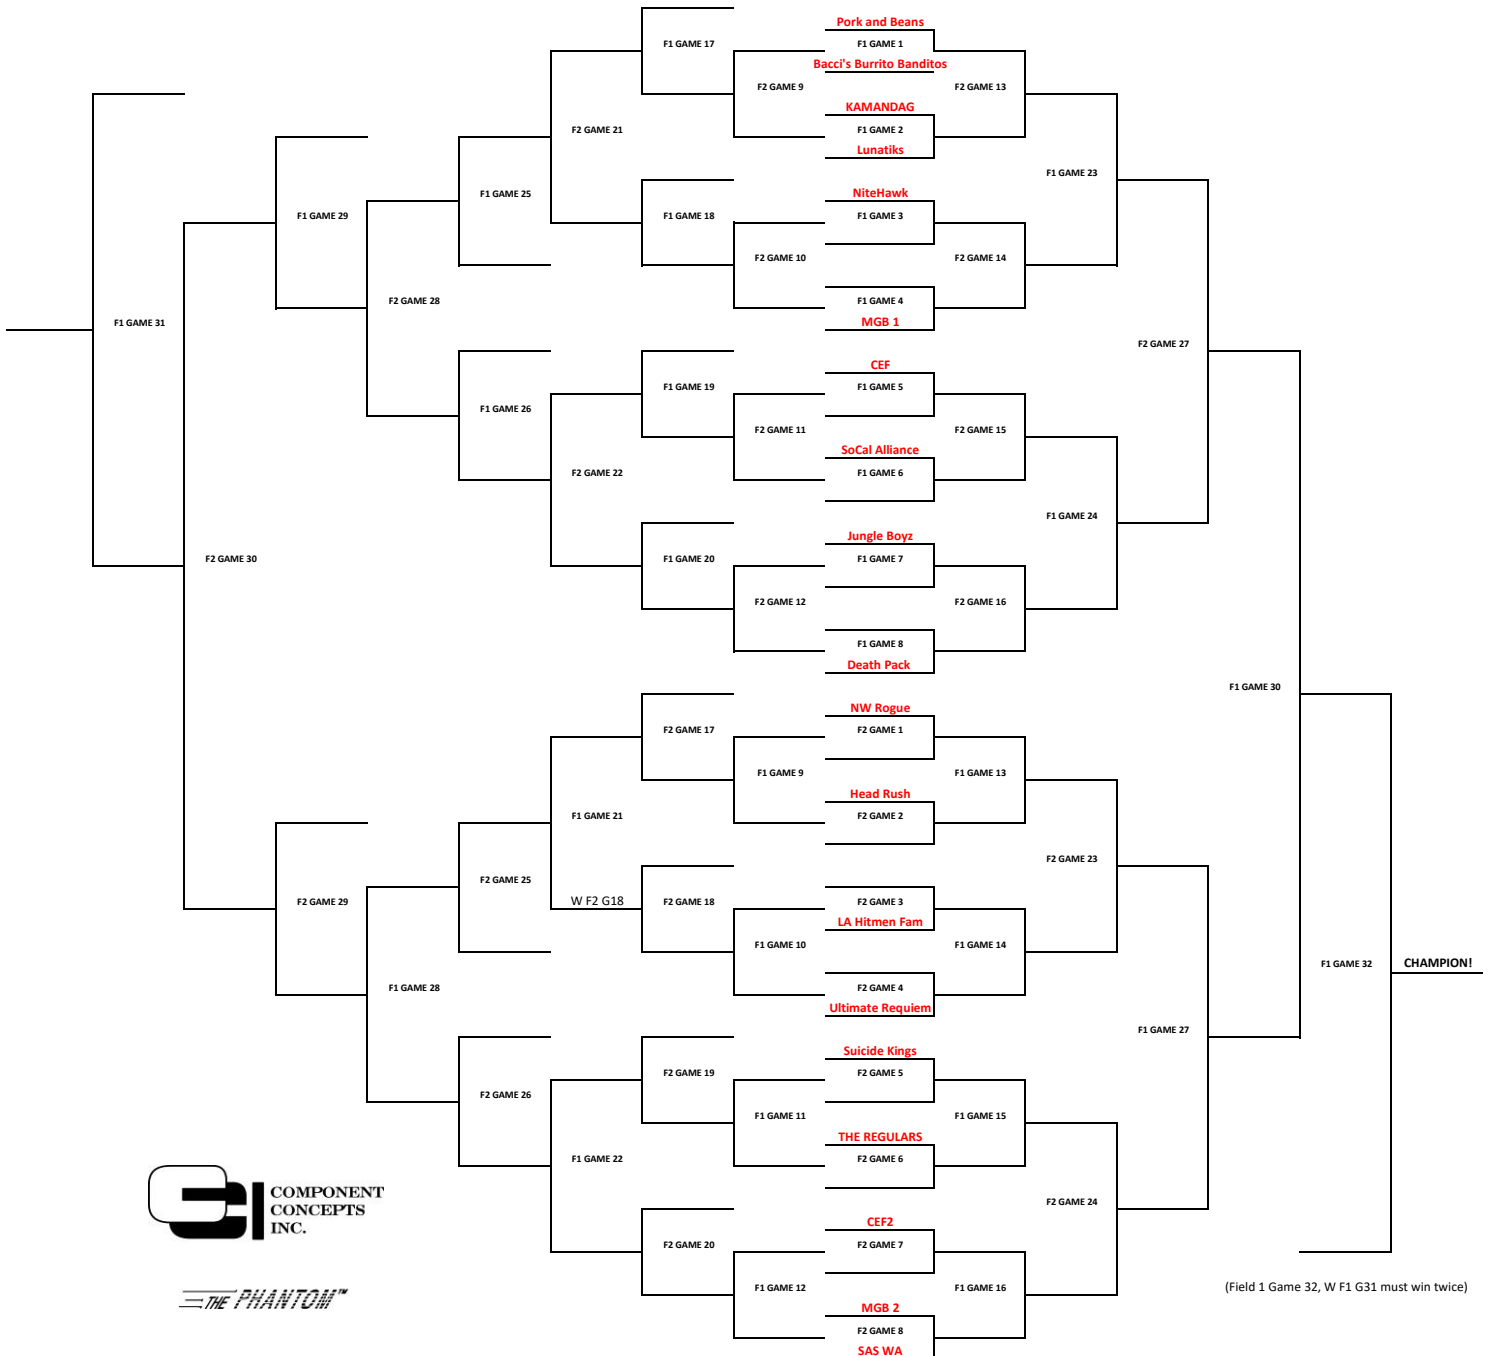 Pork and Beans
F1 GAME 17
F1 GAME 1
Bacci's Burrito Banditos
F2 GAME 9
F2 GAME 13
KAMANDAG
F2 GAME 21
F1 GAME 2
Lunatiks
F1 GAME 23
F1 GAME 25
NiteHawk
F1 GAME 29
F1 GAME 18
F1 GAME 3
F2 GAME 10
F2 GAME 14
F2 GAME 28
F1 GAME 4
F1 GAME 31
MGB 1
F2 GAME 27
CEF
F1 GAME 19
F1 GAME 5
F1 GAME 26
F2 GAME 11
F2 GAME 15
SoCal Alliance
F2 GAME 22
F1 GAME 6
F1 GAME 24
Jungle Boyz
F2 GAME 30
F1 GAME 20
F1 GAME 7
F2 GAME 12
F2 GAME 16
F1 GAME 8
Death Pack
F1 GAME 30
NW Rogue
F2 GAME 17
F2 GAME 1
F1 GAME 9
F1 GAME 13
Head Rush
F1 GAME 21
F2 GAME 2
F2 GAME 23
F2 GAME 25
F2 GAME 29
W F2 G18
F2 GAME 18
F2 GAME 3
LA Hitmen Fam
F1 GAME 10
F1 GAME 14
F1 GAME 32
CHAMPION!
F1 GAME 28
F2 GAME 4
Ultimate Requiem
F1 GAME 27
Suicide Kings
F2 GAME 19
F2 GAME 5
F2 GAME 26
F1 GAME 11
F1 GAME 15
THE REGULARS
F1 GAME 22
F2 GAME 6
COMPONENT
CONCEPTS
INC.
F2 GAME 24
CEF2
F2 GAME 20
F2 GAME 7
F1 GAME 12
F1 GAME 16
(Field 1 Game 32, W F1 G31 must win twice)
THE PHANTOM™
MGB 2
F2 GAME 8
SAS WA